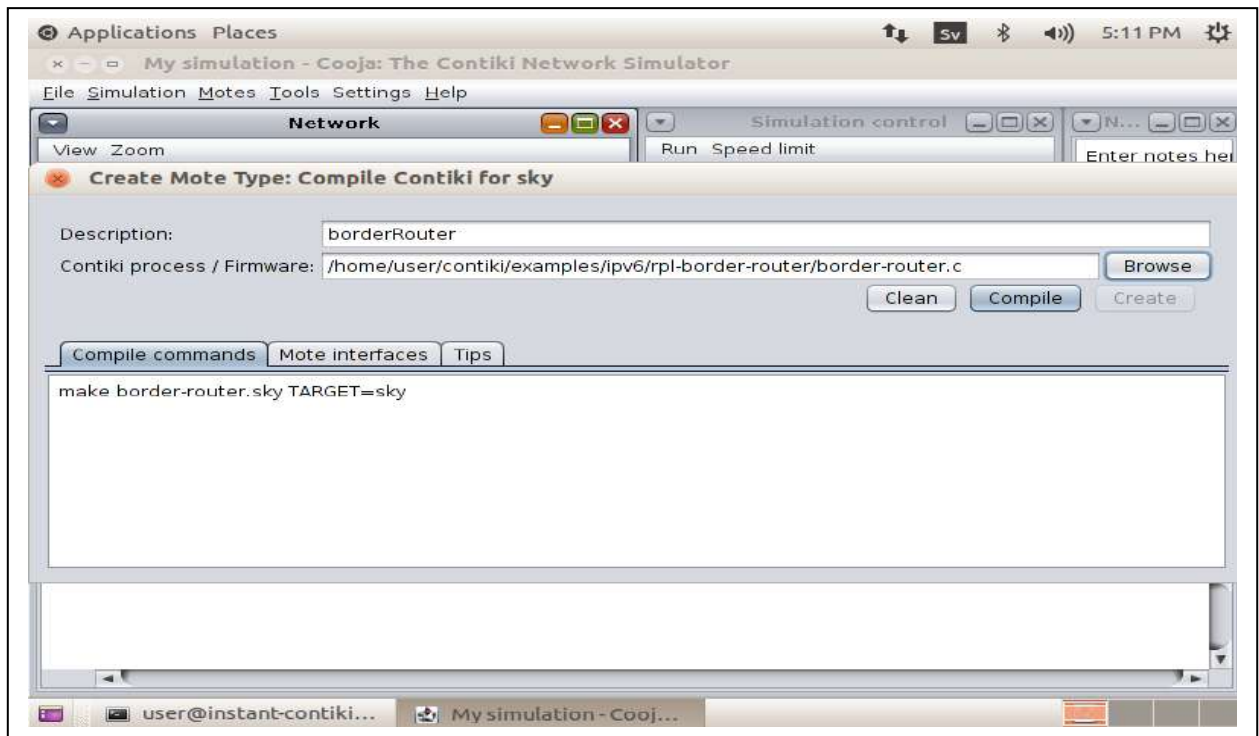 Applications Places Sv 5:11 PM
My simulation - Cooja: The Contiki Network Simulator
File Simulation Motes Tools Settings Help
Network Simulation control N...
View Zoom Run Speed limit Enter notes her
Create Mote Type: Compile Contiki for sky
Description: borderRouter
Contiki process / Firmware: /home/user/contiki/examples/ipv6/rpl-border-router/border-router.c Browse
Clean Compile Create
Compile commands Mote interfaces Tips
make border-router.sky TARGET=sky
user@instant-contiki... My simulation - Cooj...